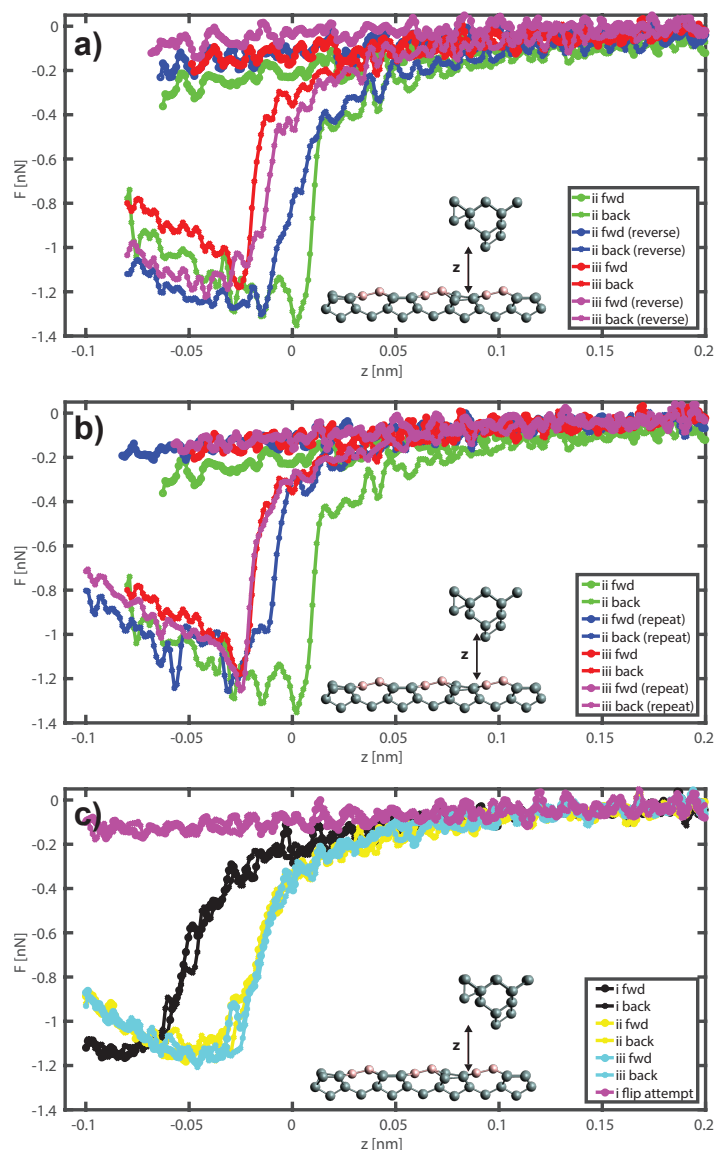 a)
0
-0.2
-0.4
-0.6
-0.8
-1
-1.2
-1.4
F [nN]
-0.1
-0.05
0
0.05
0.1
0.15
0.2
z [nm]
z
ii fwd
ii back
ii fwd (reverse)
ii back (reverse)
iii fwd
iii back
iii fwd (reverse)
iii back (reverse)
b)
0
-0.2
-0.4
-0.6
-0.8
-1
-1.2
-1.4
F [nN]
-0.1
-0.05
0
0.05
0.1
0.15
0.2
z [nm]
z
ii fwd
ii back
ii fwd (repeat)
ii back (repeat)
iii fwd
iii back
iii fwd (repeat)
iii back (repeat)
c)
0
-0.2
-0.4
-0.6
-0.8
-1
-1.2
-1.4
F [nN]
-0.1
-0.05
0
0.05
0.1
0.15
0.2
z [nm]
z
i fwd
i back
ii fwd
ii back
iii fwd
iii back
i flip attempt